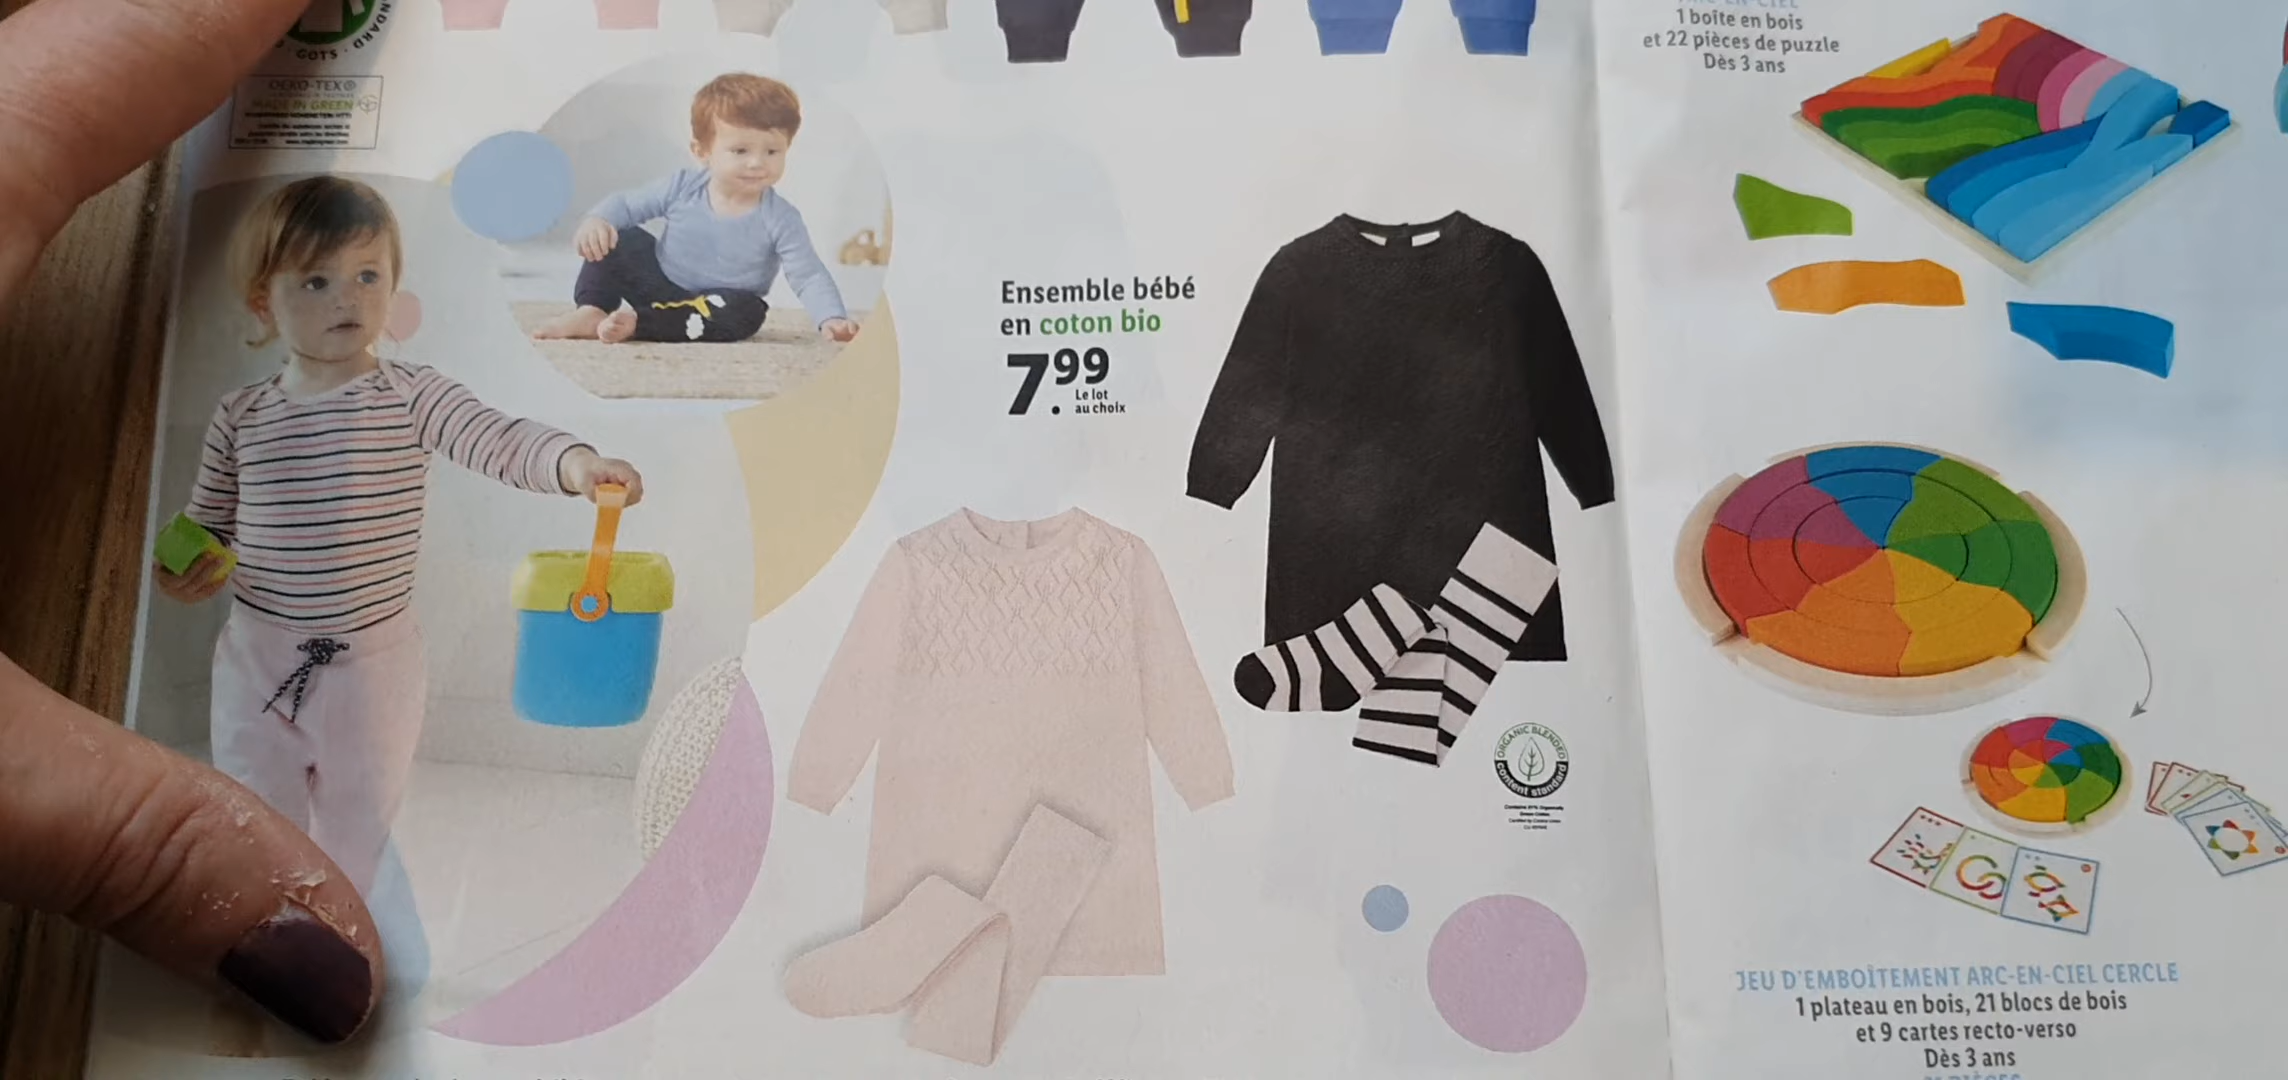 GOTS
OEKO-TEX®
MADE IN GREEN
Ensemble bébé
en coton bio
7.99
Le lot
au choix
ORGANIC BLENDED
content standard
1 boîte en bois
et 22 pièces de puzzle
Dès 3 ans
JEU D'EMBOÎTEMENT ARC-EN-CIEL CERCLE
1 plateau en bois, 21 blocs de bois
et 9 cartes recto-verso
Dès 3 ans